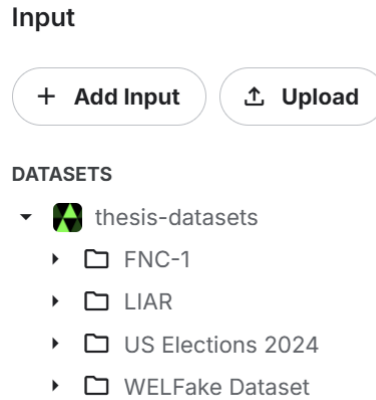 Input
+ Add Input
Upload
DATASETS
thesis-datasets
FNC-1
LIAR
US Elections 2024
WELFake Dataset